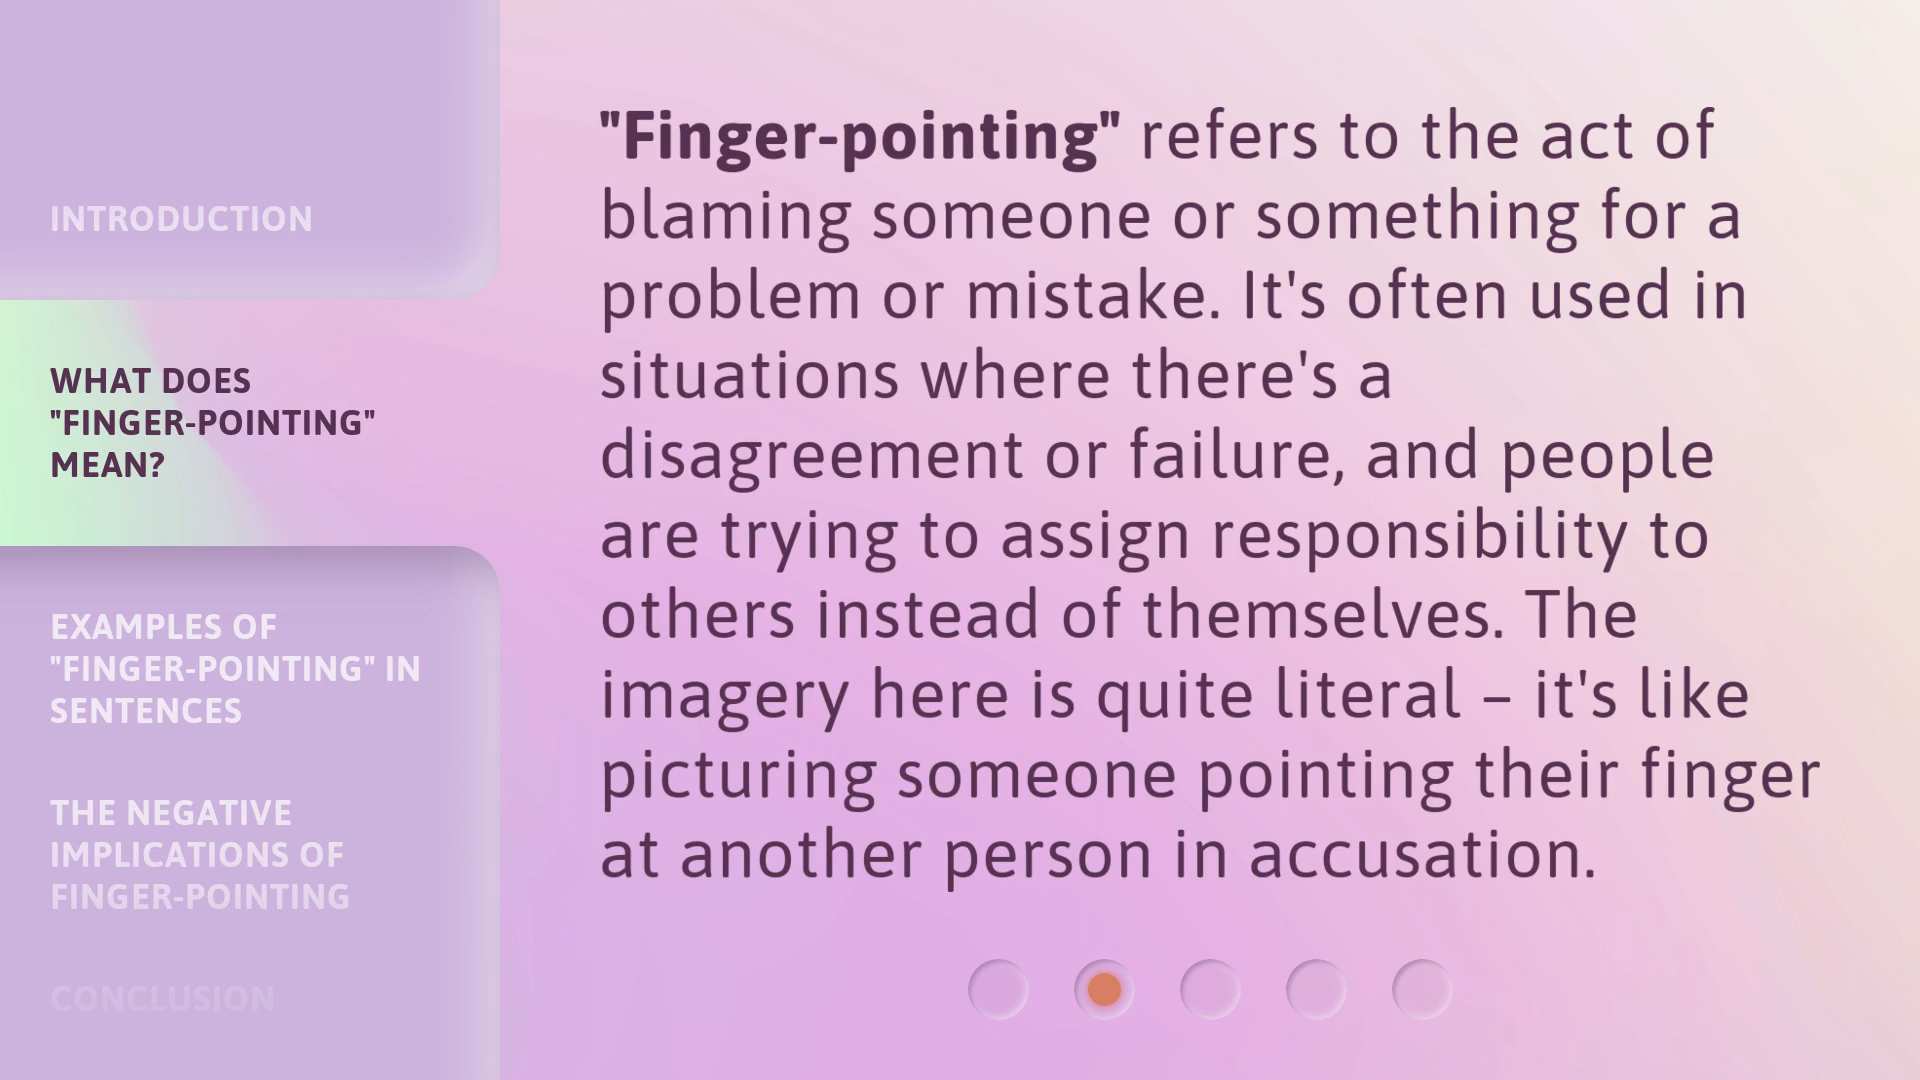 INTRODUCTION
WHAT DOES
"FINGER-POINTING"
MEAN?
EXAMPLES OF
"FINGER-POINTING" IN
SENTENCES
THE NEGATIVE
IMPLICATIONS OF
FINGER-POINTING
CONCLUSION
"Finger-pointing" refers to the act of
blaming someone or something for a
problem or mistake. It's often used in
situations where there's a
disagreement or failure, and people
are trying to assign responsibility to
others instead of themselves. The
imagery here is quite literal – it's like
picturing someone pointing their finger
at another person in accusation.